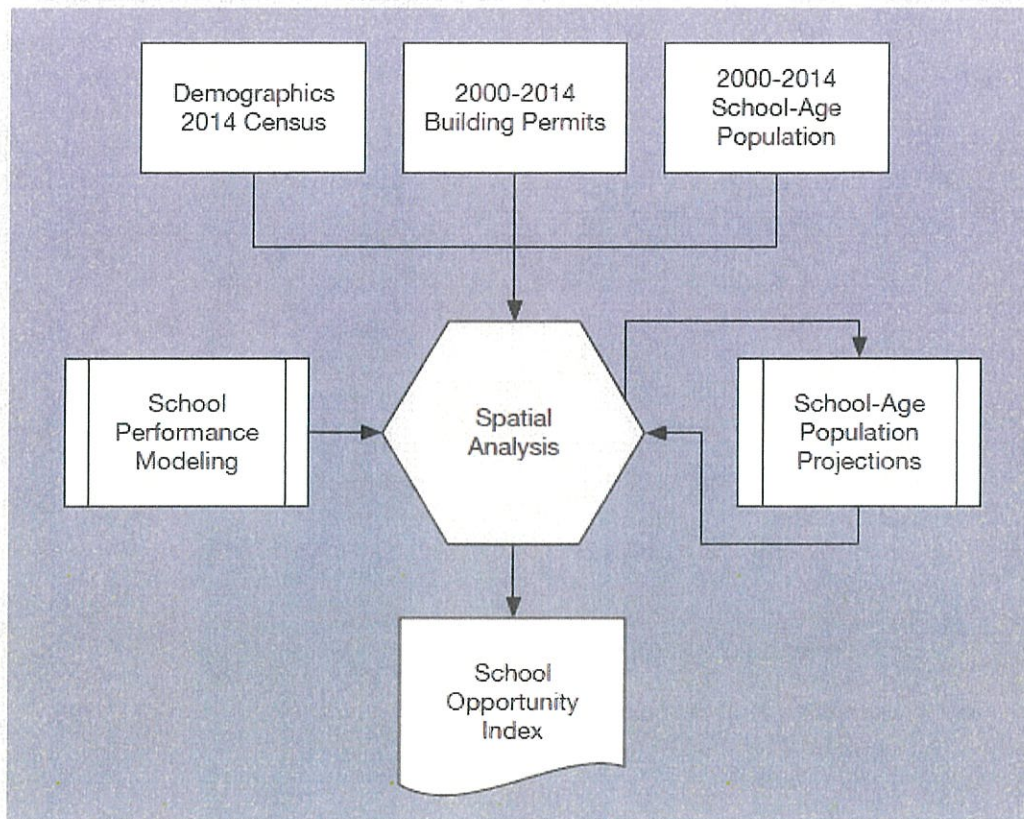 Demographics
2014 Census
2000-2014
Building Permits
2000-2014
School-Age
Population
School
Performance
Modeling
Spatial
Analysis
School-Age
Population
Projections
School
Opportunity
Index